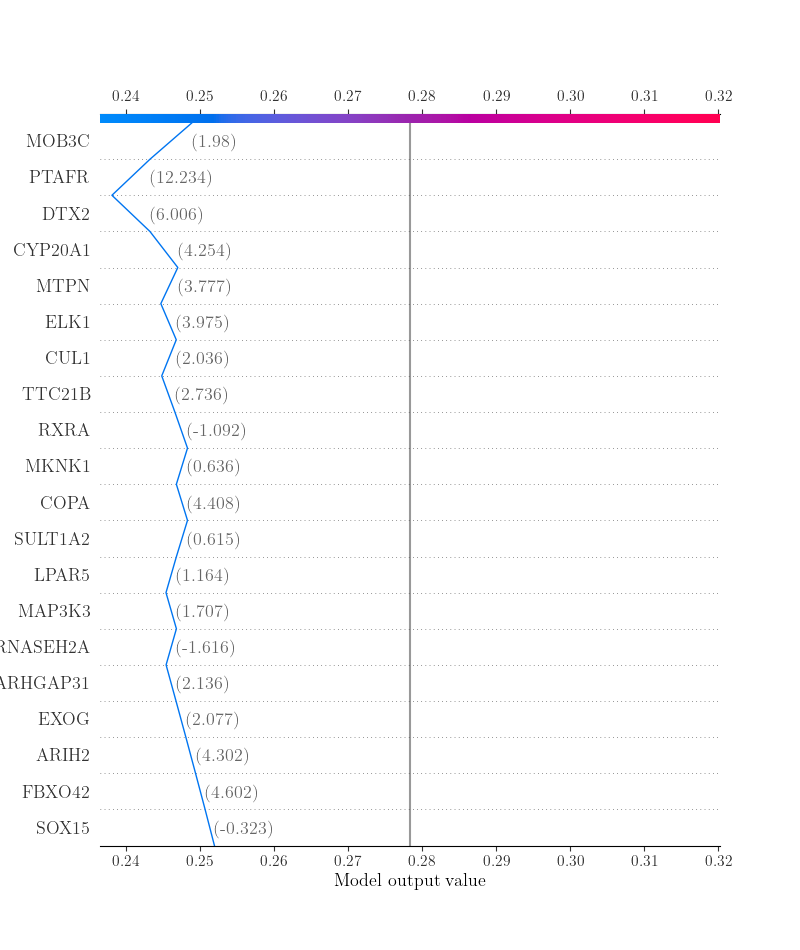 0.24 0.25 0.26 0.27 0.28 0.29 0.30 0.31 0.32
MOB3C (1.98)
PTAFR (12.234)
DTX2 (6.006)
CYP20A1 (4.254)
MTPN (3.777)
ELK1 (3.975)
CUL1 (2.036)
TTC21B (2.736)
RXRA (-1.092)
MKNK1 (0.636)
COPA (4.408)
SULT1A2 (0.615)
LPAR5 (1.164)
MAP3K3 (1.707)
RNASEH2A (-1.616)
ARHGAP31 (2.136)
EXOG (2.077)
ARIH2 (4.302)
FBXO42 (4.602)
SOX15 (-0.323)
0.24 0.25 0.26 0.27 0.28 0.29 0.30 0.31 0.32
Model output value